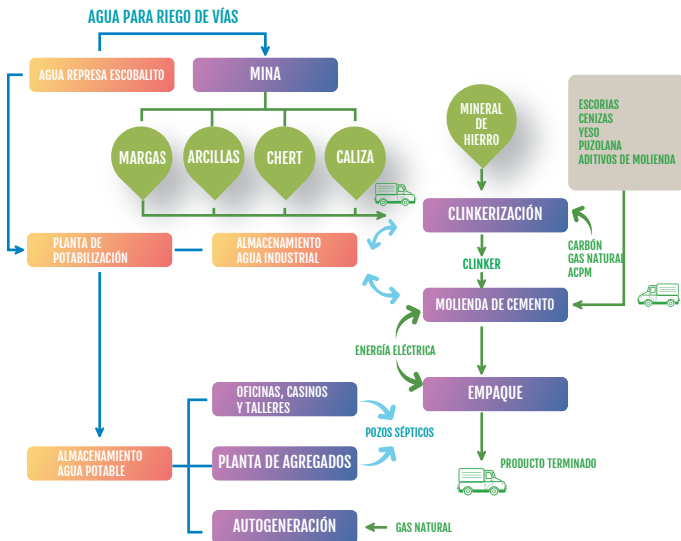 AGUA PARA RIEGO DE VÍAS
AGUA REPRESA ESCOBALITO
MINA
MARGAS
ARCILLAS
CHERT
CALIZA
MINERAL
DE
HIERRO
ESCORIAS
CENIZAS
YESO
PUZOLANA
ADITIVOS DE MOLIENDA
CLINKERIZACIÓN
PLANTA DE
POTABILIZACIÓN
ALMACENAMIENTO
AGUA INDUSTRIAL
CARBÓN
GAS NATURAL
ACPM
CLINKER
MOLIENDA DE CEMENTO
ENERGÍA ELÉCTRICA
EMPAQUE
OFICINAS, CASINOS
Y TALLERES
POZOS SÉPTICOS
ALMACENAMIENTO
AGUA POTABLE
PLANTA DE AGREGADOS
PRODUCTO TERMINADO
AUTOGENERACIÓN
GAS NATURAL